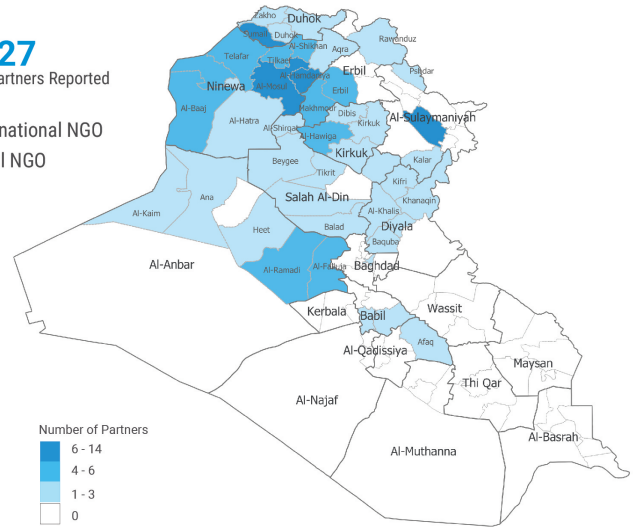 27
artners Reported
national NGO
l NGO
Zakho
Duhok
Sumail
Duhok
Al-Shikhan
Aqra
Rawanduz
Telafar
Tilkaef
Erbil
Pshdar
Al-Hamdaniya
Ninewa
Al-Mosul
Erbil
Al-Baaj
Makhmour
Dibis
Al-Sulaymaniyah
Al-Hatra
Al-Shirqat
Kirkuk
Al-Hawiga
Kirkuk
Beygee
Kalar
Tikrit
Kifri
Ana
Salah Al-Din
Khanaqin
Al-Kaim
Al-Khalis
Heet
Balad
Diyala
Baquba
Al-Anbar
Al-Ramadi
Al-Falluja
Baghdad
Kerbala
Babil
Wassit
Afaq
Al-Qadissiya
Maysan
Thi Qar
Al-Najaf
Al-Basrah
Al-Muthanna
Number of Partners
6 - 14
4 - 6
1 - 3
0